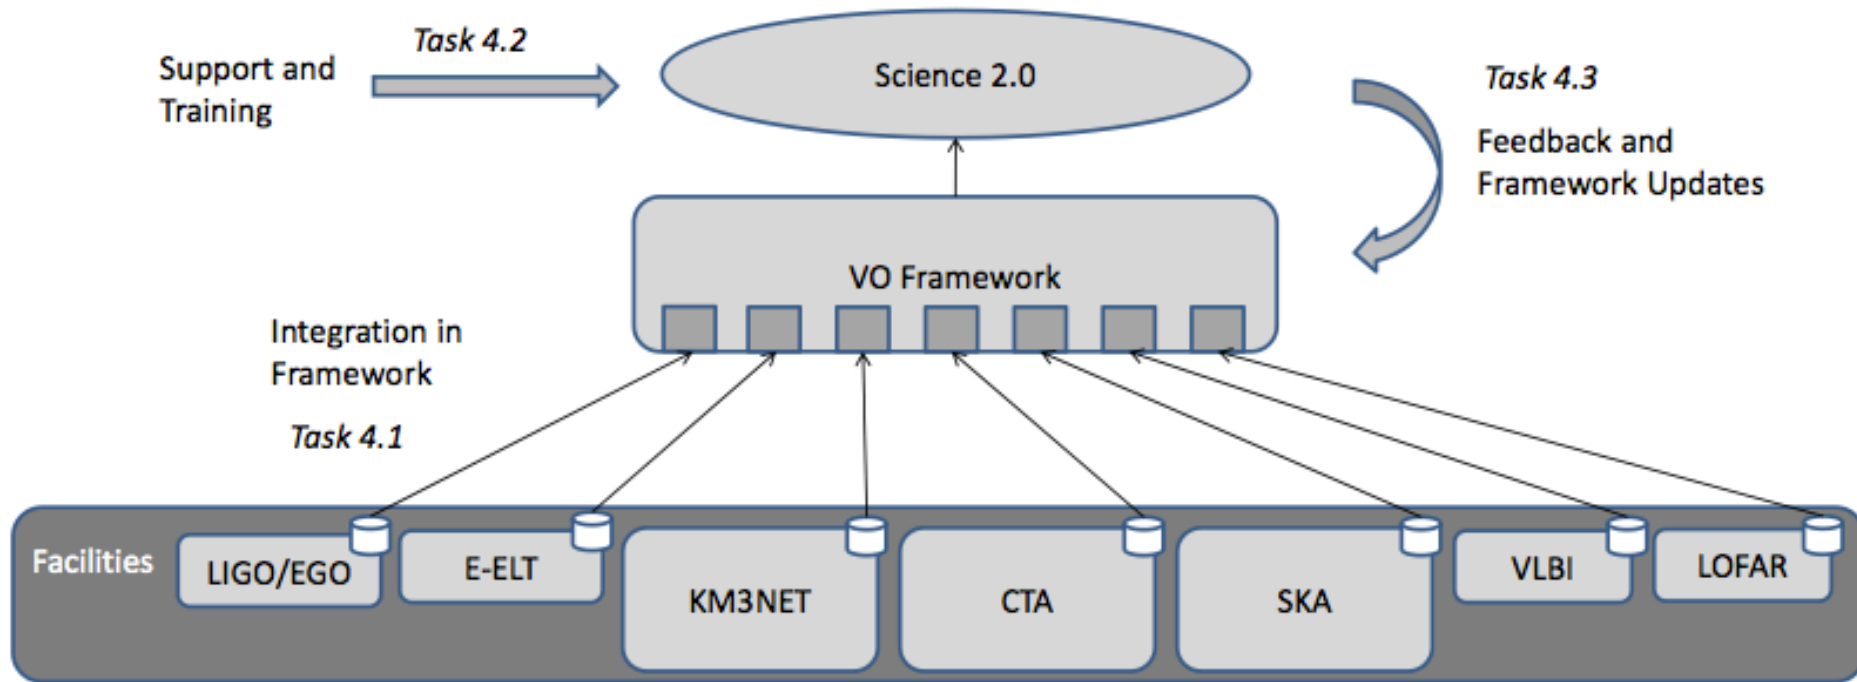 Task 4.2
Support and
Training
Science 2.0
Task 4.3
Feedback and
Framework Updates
VO Framework
Integration in
Framework
Task 4.1
Facilities
LIGO/EGO
E-ELT
KM3NET
CTA
SKA
VLBI
LOFAR